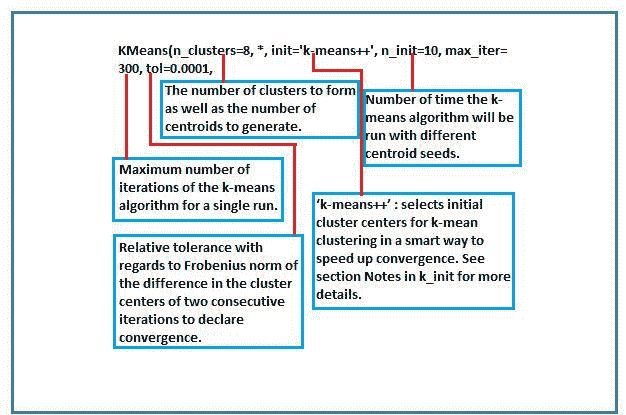 KMeans(n_clusters=8, *, init='k-means++', n_init=10, max_iter=
300, tol=0.0001,
The number of clusters to form
as well as the number of
centroids to generate.
Number of time the k-
means algorithm will be
run with different
centroid seeds.
Maximum number of
iterations of the k-means
algorithm for a single run.
‘k-means++’ : selects initial
cluster centers for k-mean
clustering in a smart way to
speed up convergence. See
section Notes in k_init for more
details.
Relative tolerance with
regards to Frobenius norm of
the difference in the cluster
centers of two consecutive
iterations to declare
convergence.